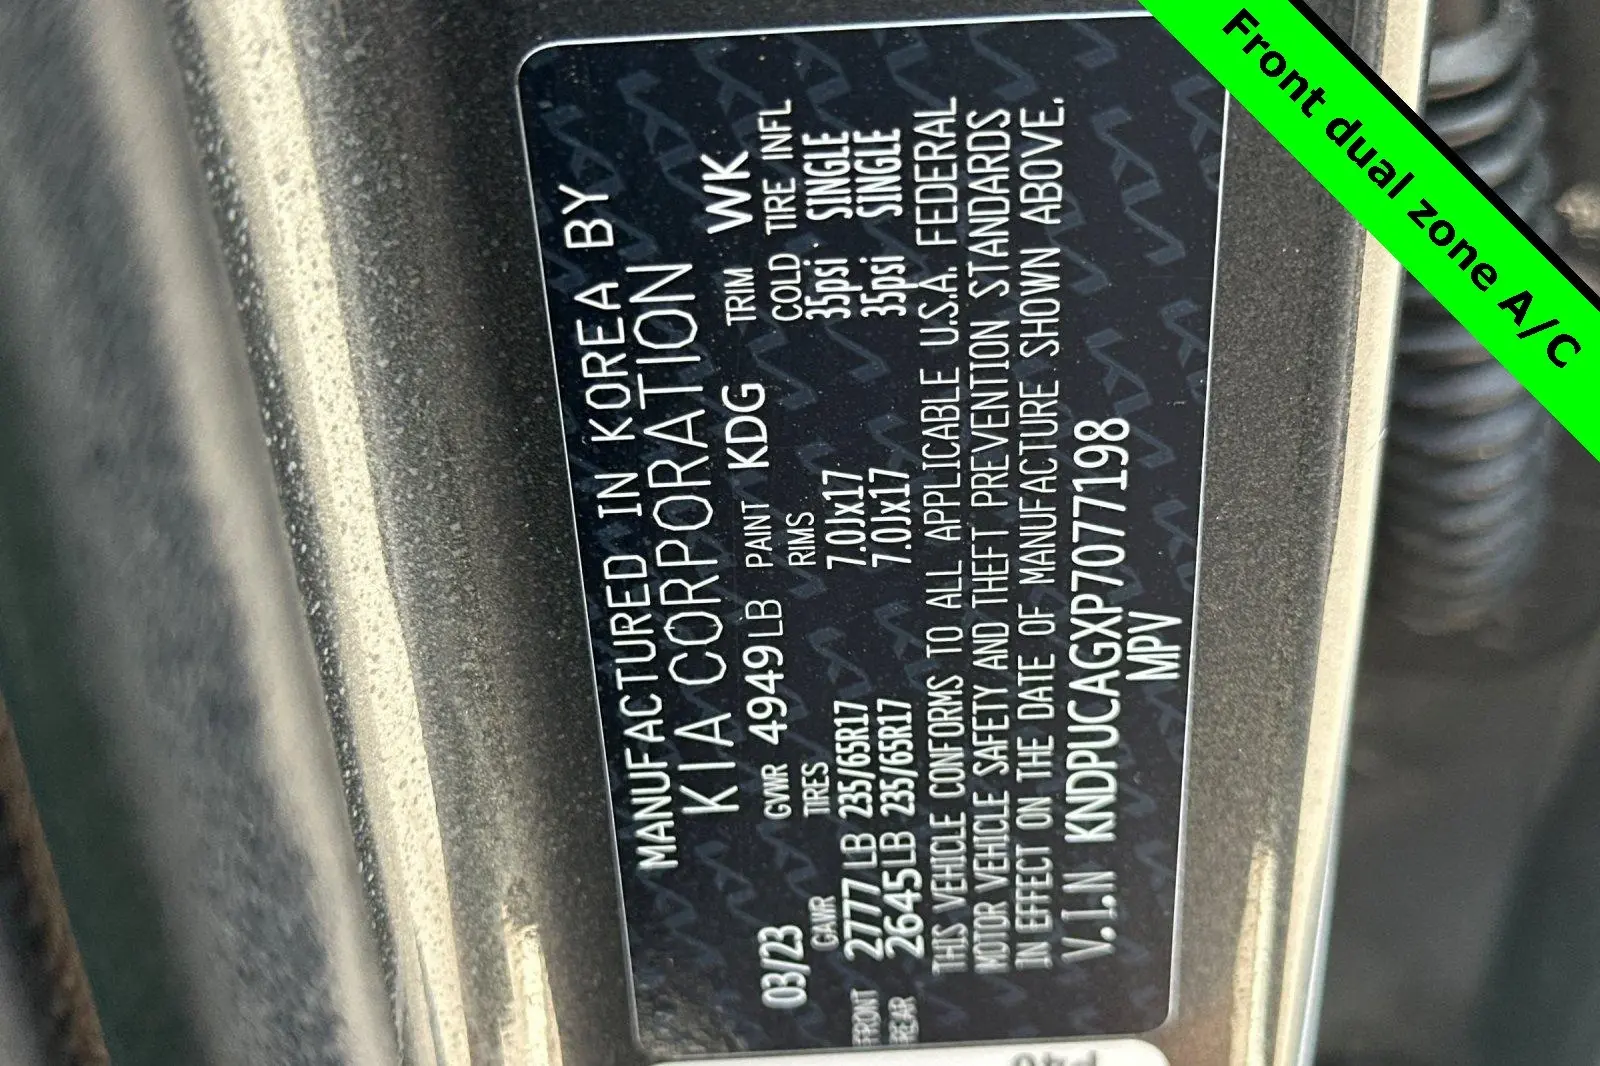 MANUFACTURED IN KOREA BY
KIA CORPORATION
03/23 GVWR 4949LB PAINT KDG TRIM WK
GAWR TIRES RIMS COLD TIRE INFL
FRONT 2777LB 235/65R17 7.0Jx17 35psi SINGLE
REAR 2645LB 235/65R17 7.0Jx17 35psi SINGLE
THIS VEHICLE CONFORMS TO ALL APPLICABLE U.S.A. FEDERAL
MOTOR VEHICLE SAFETY AND THEFT PREVENTION STANDARDS
IN EFFECT ON THE DATE OF MANUFACTURE SHOWN ABOVE.
V.I.N KNDPUCAGXP7077198
MPV
Front dual zone A/C